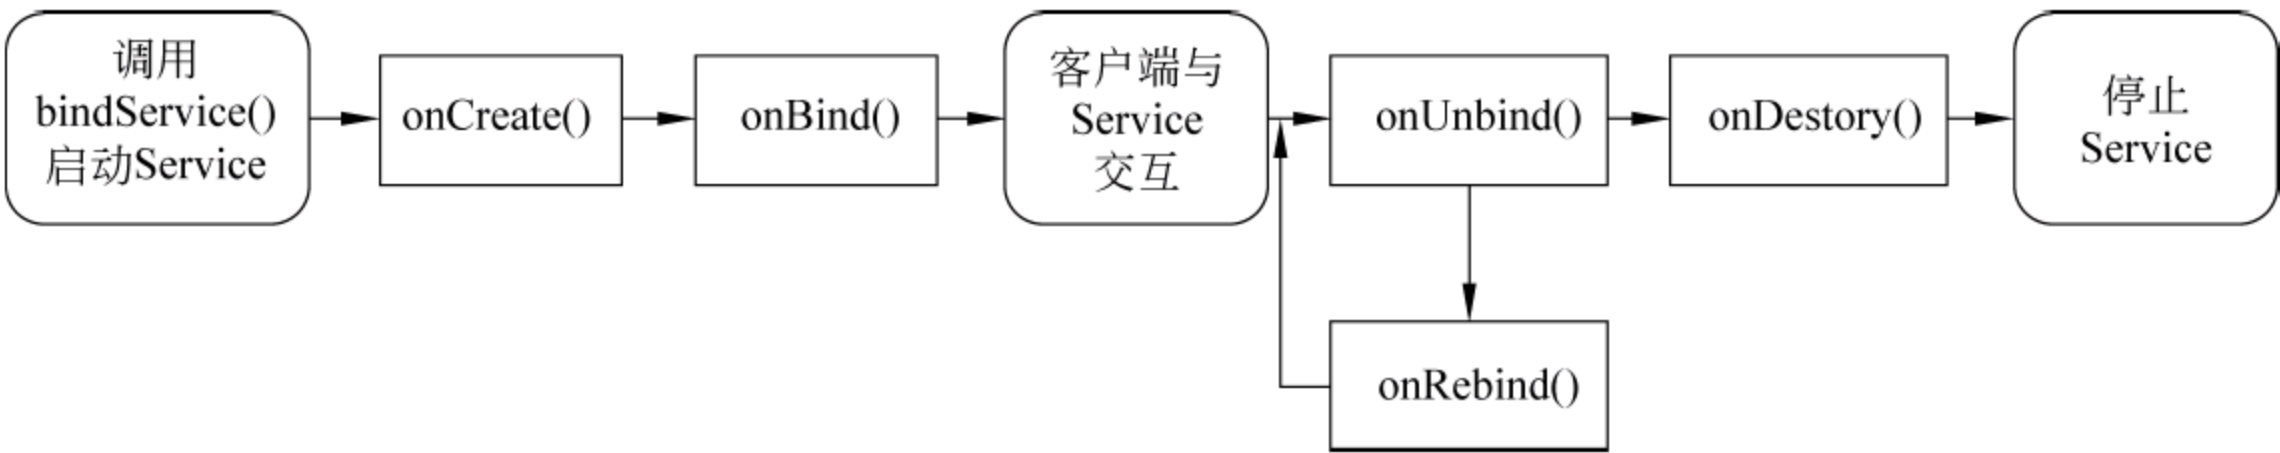 调用
bindService()
启动Service
onCreate()
onBind()
客户端与
Service
交互
onUnbind()
onDestory()
停止
Service
onRebind()